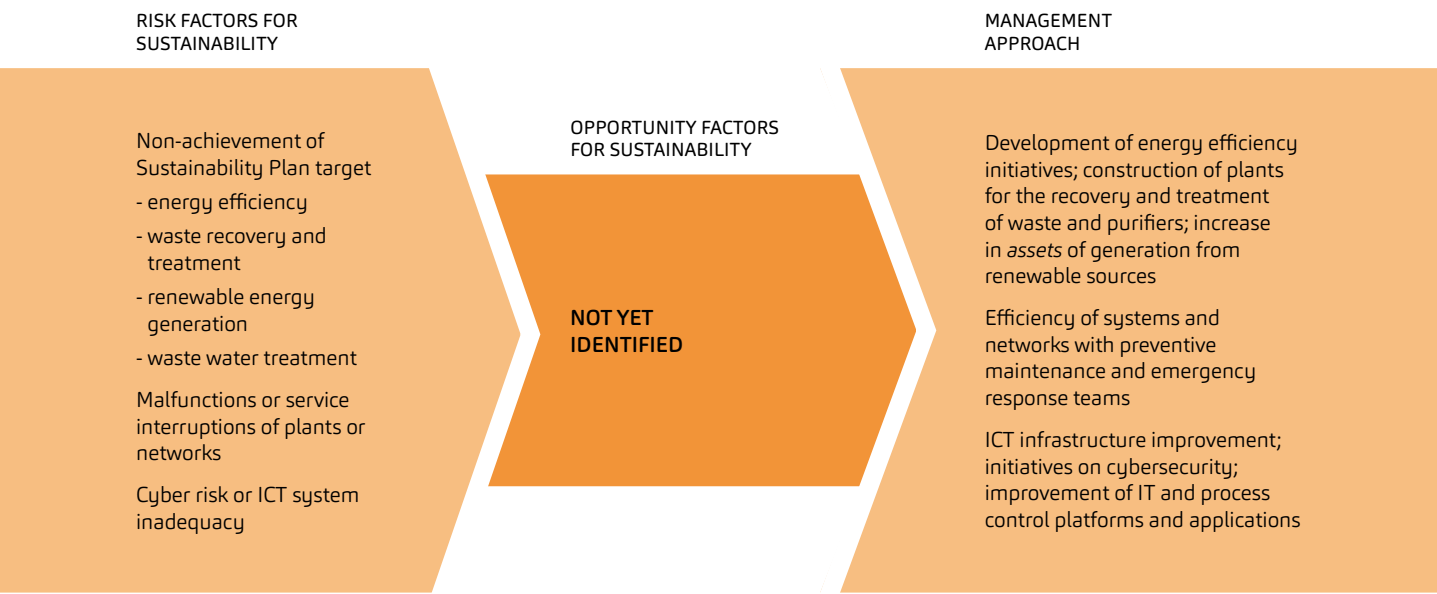 RISK FACTORS FOR
SUSTAINABILITY
Non-achievement of
Sustainability Plan target
- energy efficiency
- waste recovery and
treatment
- renewable energy
generation
- waste water treatment
Malfunctions or service
interruptions of plants or
networks
Cyber risk or ICT system
inadequacy
OPPORTUNITY FACTORS
FOR SUSTAINABILITY
NOT YET
IDENTIFIED
MANAGEMENT
APPROACH
Development of energy efficiency
initiatives; construction of plants
for the recovery and treatment
of waste and purifiers; increase
in assets of generation from
renewable sources
Efficiency of systems and
networks with preventive
maintenance and emergency
response teams
ICT infrastructure improvement;
initiatives on cybersecurity;
improvement of IT and process
control platforms and applications